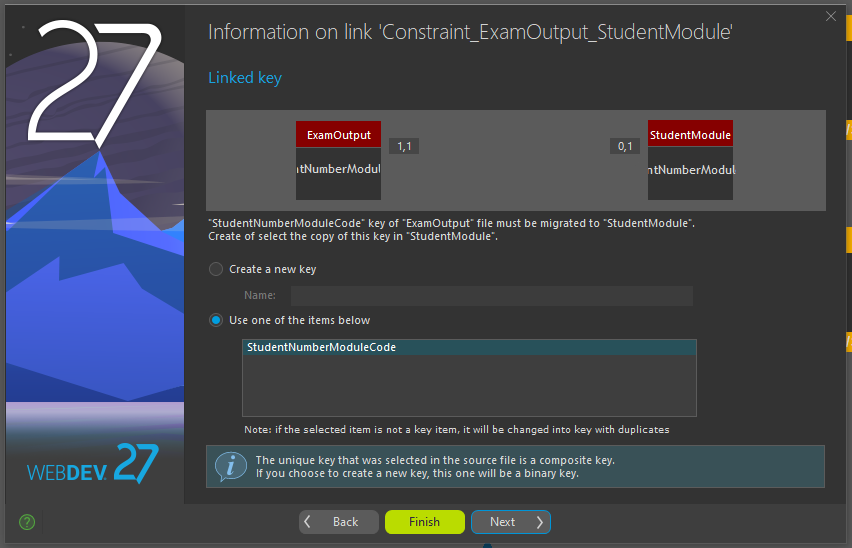 27
Information on link 'Constraint_ExamOutput_StudentModule'
Linked key
ExamOutput
1,1
0,1
StudentModule
ntNumberModul
ntNumberModul
"StudentNumberModuleCode" key of "ExamOutput" file must be migrated to "StudentModule".
Create of select the copy of this key in "StudentModule".
Create a new key
Name:
Use one of the items below
StudentNumberModuleCode
Note: if the selected item is not a key item, it will be changed into key with duplicates
The unique key that was selected in the source file is a composite key.
If you choose to create a new key, this one will be a binary key.
WEBDEV 27
Back
Finish
Next